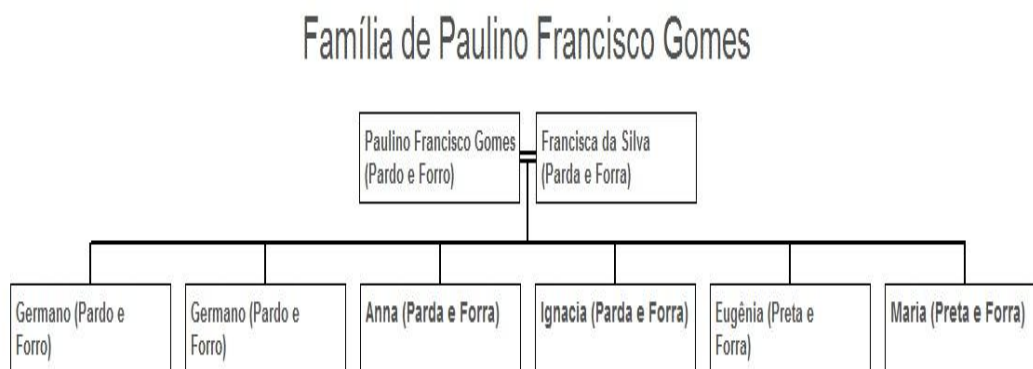 Família de Paulino Francisco Gomes
Paulino Francisco Gomes
(Pardo e Forro)
Francisca da Silva
(Parda e Forra)
Germano (Pardo e
Forro)
Germano (Pardo e
Forro)
Anna (Parda e Forra)
Ignacia (Parda e Forra)
Eugênia (Preta e
Forra)
Maria (Preta e Forra)